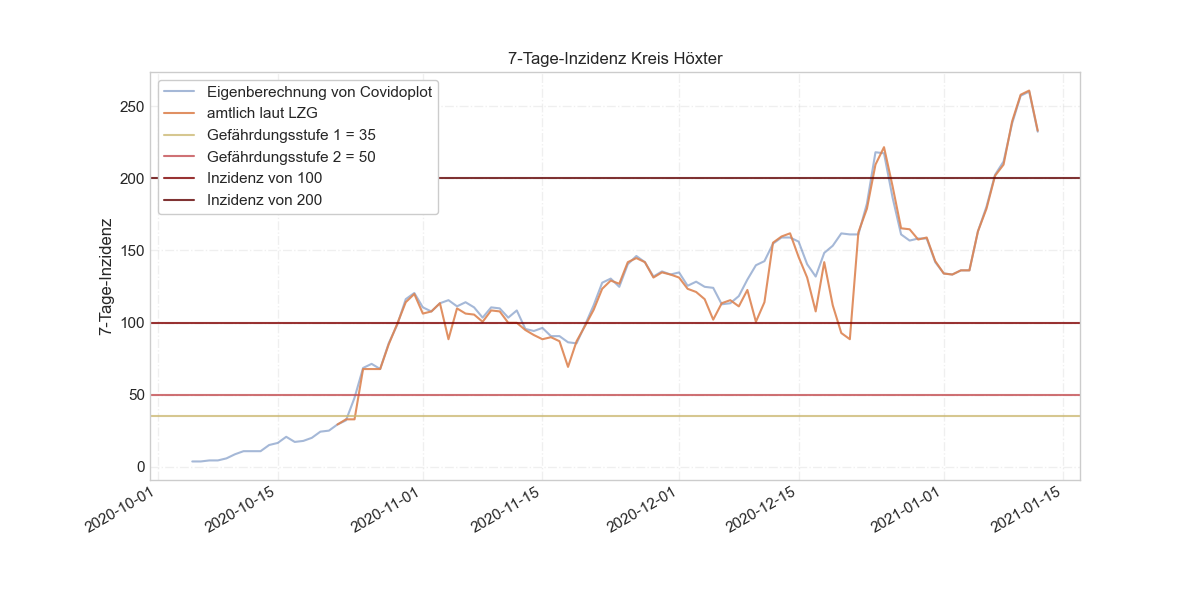 7-Tage-Inzidenz Kreis Höxter
Eigenberechnung von Covidoplot
amtlich laut LZG
Gefährdungsstufe 1 = 35
Gefährdungsstufe 2 = 50
Inzidenz von 100
Inzidenz von 200
7-Tage-Inzidenz
250
200
150
100
50
0
2020-10-01
2020-10-15
2020-11-01
2020-11-15
2020-12-01
2020-12-15
2021-01-01
2021-01-15